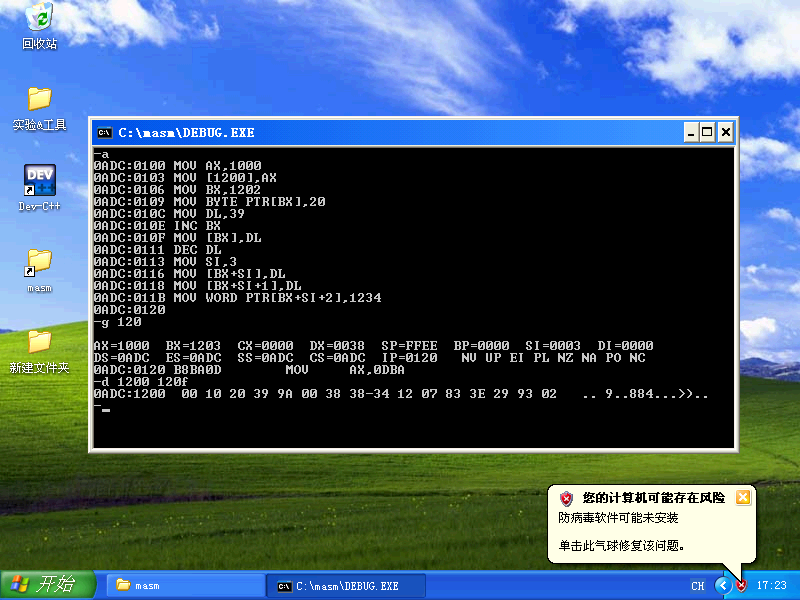 回收站
实验&工具
DEV
Dev-C++
masm
新建文件夹
C:\masm\DEBUG.EXE
-a
0ADC:0100 MOV AX,1000
0ADC:0103 MOV [1200],AX
0ADC:0106 MOV BX,1202
0ADC:0109 MOV BYTE PTR[BX],20
0ADC:010C MOV DL,39
0ADC:010E INC BX
0ADC:010F MOV [BX],DL
0ADC:0111 DEC DL
0ADC:0113 MOV SI,3
0ADC:0116 MOV [BX+SI],DL
0ADC:0118 MOV [BX+SI+1],DL
0ADC:011B MOV WORD PTR[BX+SI+2],1234
0ADC:0120
-g 120
AX=1000 BX=1203 CX=0000 DX=0038 SP=FFEE BP=0000 SI=0003 DI=0000
DS=0ADC ES=0ADC SS=0ADC CS=0ADC IP=0120 NV UP EI PL NZ NA PO NC
0ADC:0120 B8BA0D MOV AX,0DBA
-d 1200 120f
0ADC:1200 00 10 20 39 9A 00 38 38-34 12 07 83 3E 29 93 02 .. 9..884...>)..
-_
您的计算机可能存在风险
防病毒软件可能未安装
单击此气球修复该问题。
开始
masm
C:\masm\DEBUG.EXE
CH
17:23